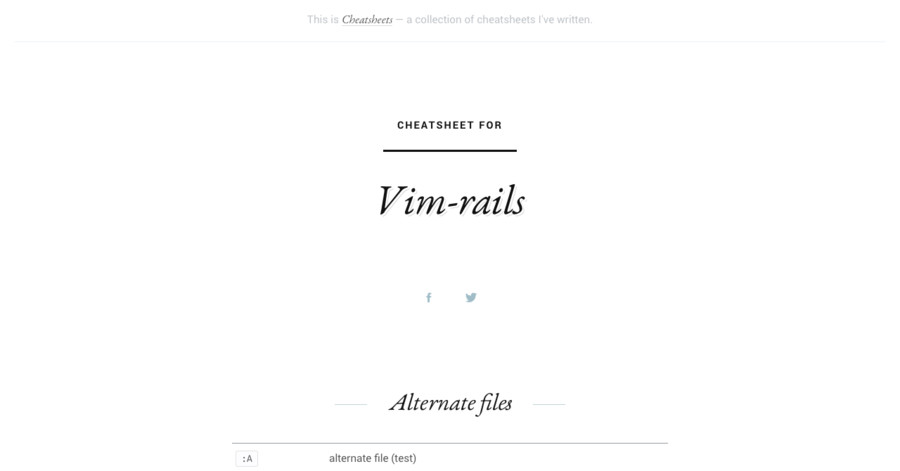 This is Cheatsheets — a collection of cheatsheets I've written.
CHEATSHEET FOR
Vim-rails
Alternate files
:A alternate file (test)